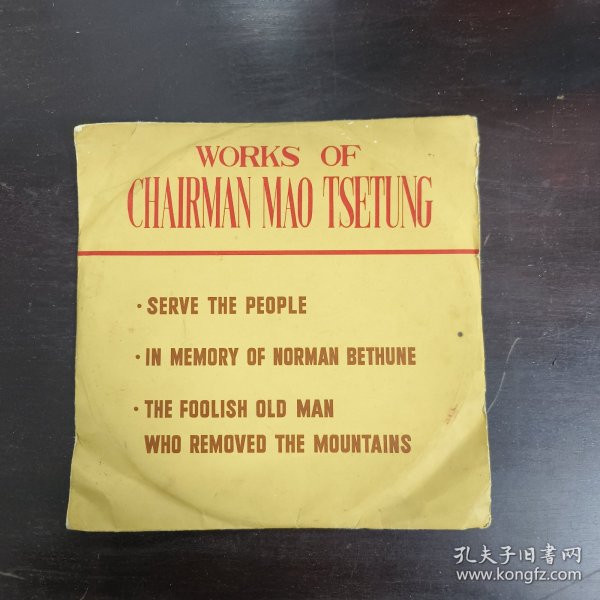 WORKS OF
CHAIRMAN MAO TSETUNG
· SERVE THE PEOPLE
· IN MEMORY OF NORMAN BETHUNE
· THE FOOLISH OLD MAN
WHO REMOVED THE MOUNTAINS
孔夫子旧书网
www.kongfz.com